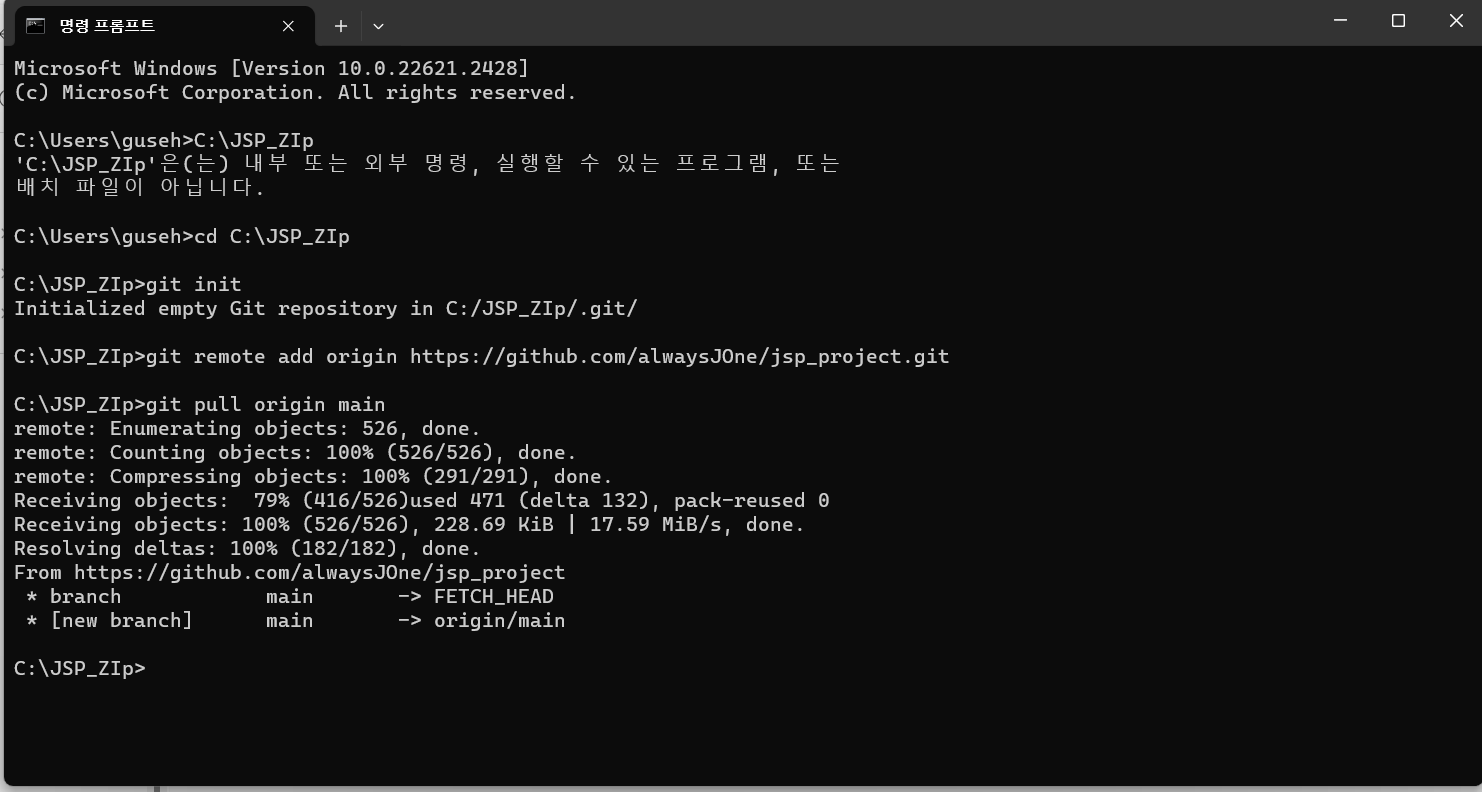 명령 프롬프트
Microsoft Windows [Version 10.0.22621.2428]
(c) Microsoft Corporation. All rights reserved.
C:\Users\guseh>C:\JSP_ZIp
'C:\JSP_ZIp'은(는) 내부 또는 외부 명령, 실행할 수 있는 프로그램, 또는
배치 파일이 아닙니다.
C:\Users\guseh>cd C:\JSP_ZIp
C:\JSP_ZIp>git init
Initialized empty Git repository in C:/JSP_ZIp/.git/
C:\JSP_ZIp>git remote add origin https://github.com/alwaysJOne/jsp_project.git
C:\JSP_ZIp>git pull origin main
remote: Enumerating objects: 526, done.
remote: Counting objects: 100% (526/526), done.
remote: Compressing objects: 100% (291/291), done.
Receiving objects:  79% (416/526)used 471 (delta 132), pack-reused 0
Receiving objects: 100% (526/526), 228.69 KiB | 17.59 MiB/s, done.
Resolving deltas: 100% (182/182), done.
From https://github.com/alwaysJOne/jsp_project
 * branch            main       -> FETCH_HEAD
 * [new branch]      main       -> origin/main
C:\JSP_ZIp>